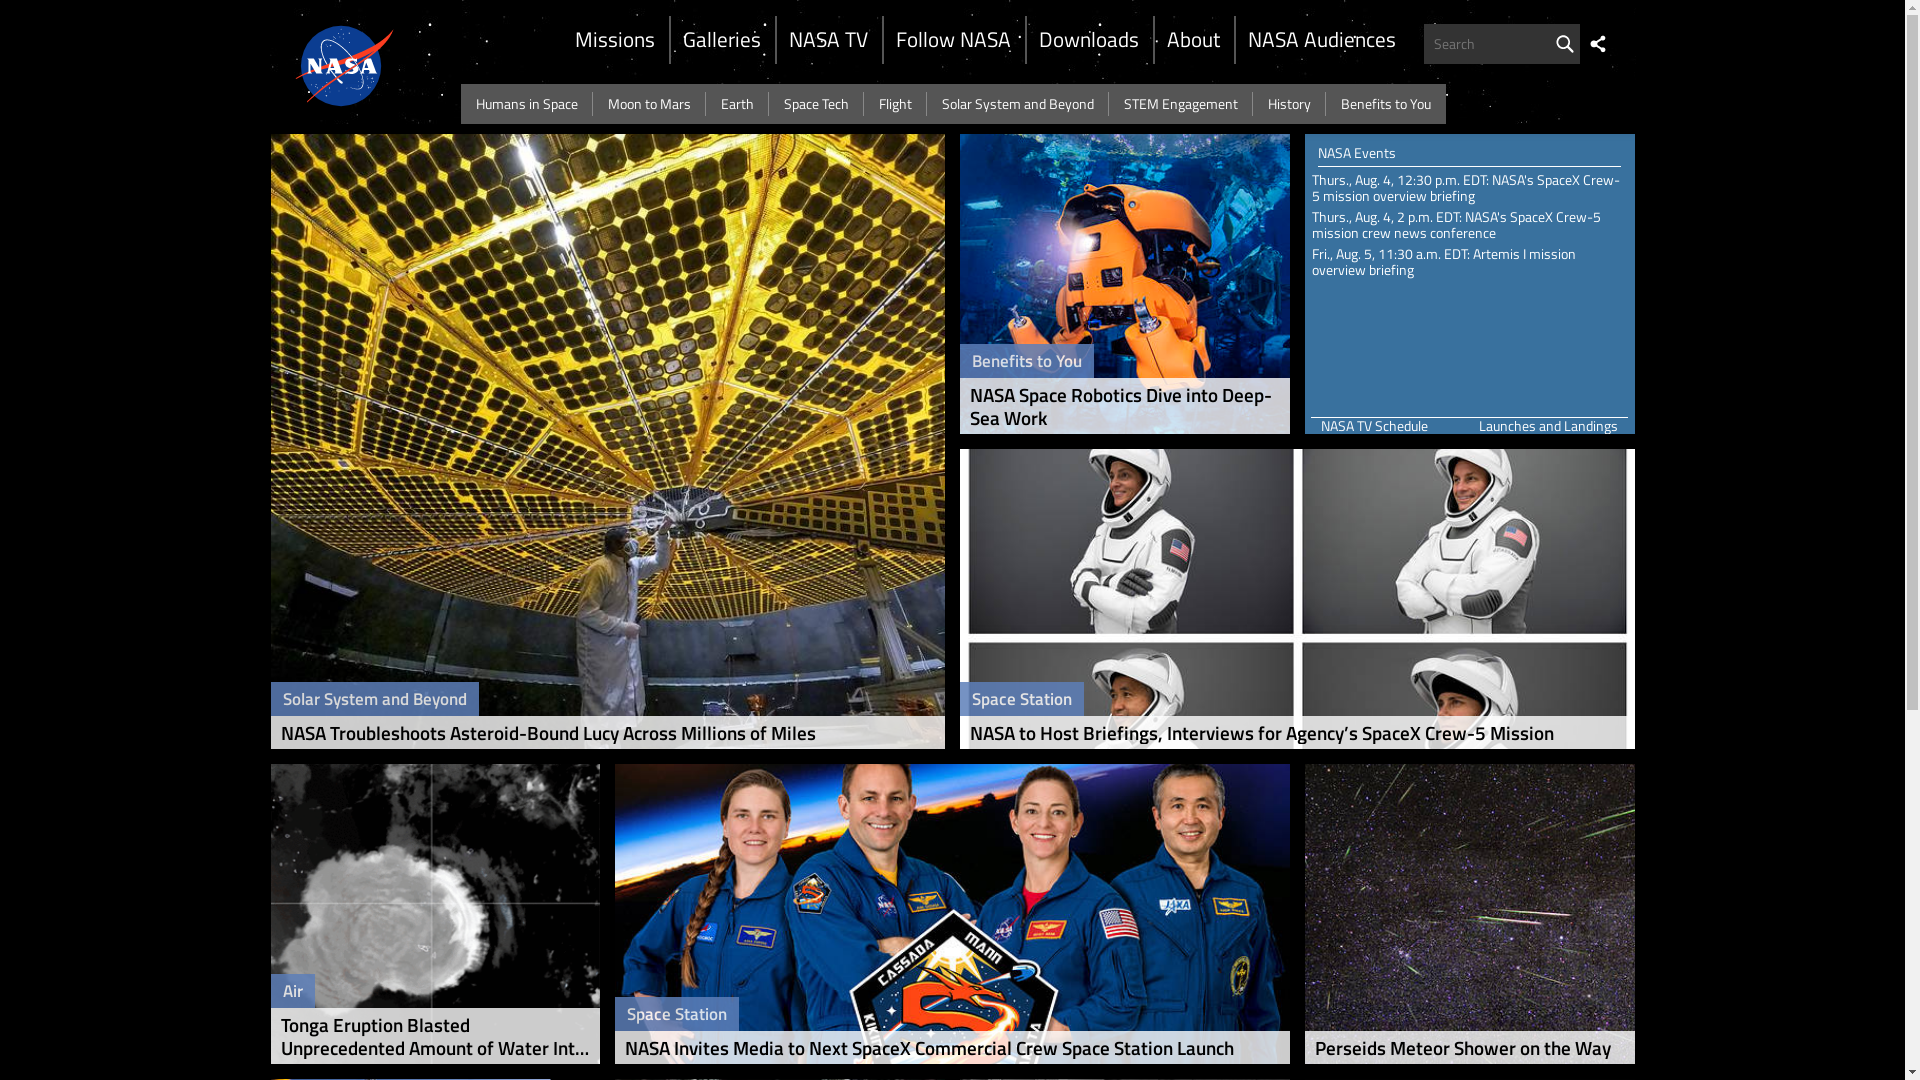 NASA
Missions
Galleries
NASA TV
Follow NASA
Downloads
About
NASA Audiences
Search
Humans in Space
Moon to Mars
Earth
Space Tech
Flight
Solar System and Beyond
STEM Engagement
History
Benefits to You
Solar System and Beyond
NASA Troubleshoots Asteroid-Bound Lucy Across Millions of Miles
Benefits to You
NASA Space Robotics Dive into Deep-
Sea Work
NASA Events
Thurs., Aug. 4, 12:30 p.m. EDT: NASA's SpaceX Crew-
5 mission overview briefing
Thurs., Aug. 4, 2 p.m. EDT: NASA's SpaceX Crew-5
mission crew news conference
Fri., Aug. 5, 11:30 a.m. EDT: Artemis I mission
overview briefing
NASA TV Schedule
Launches and Landings
Space Station
NASA to Host Briefings, Interviews for Agency’s SpaceX Crew-5 Mission
Air
Tonga Eruption Blasted
Unprecedented Amount of Water Int...
CASSADA
MANN
Space Station
NASA Invites Media to Next SpaceX Commercial Crew Space Station Launch
Perseids Meteor Shower on the Way